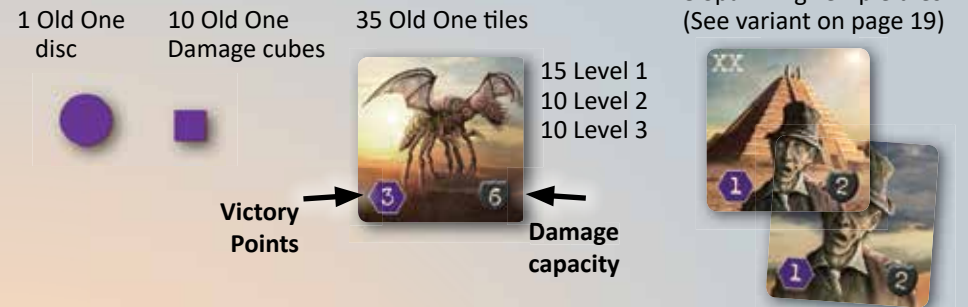 1 Old One
disc
10 Old One
Damage cubes
35 Old One tiles
(See variant on page 19)
15 Level 1
10 Level 2
10 Level 3
3
6
Victory
Points
Damage
capacity
XX
1
2
1
2